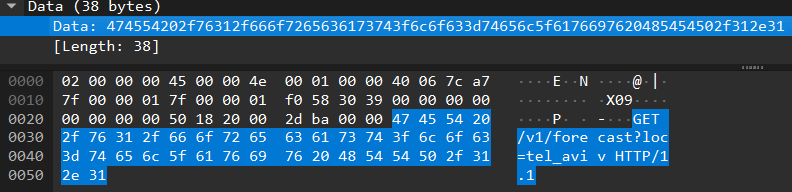 Data (38 bytes)
Data: 474554202f76312f666f7265636173743f6c6f633d74656c5f6176697620485454502f312e31
[Length: 38]
0000 02 00 00 00 45 00 00 4e 00 01 00 00 40 06 7c a7 ····E··N ····@·|·
0010 7f 00 00 01 7f 00 00 01 f0 58 30 39 00 00 00 00 ········ ·X09····
0020 00 00 00 00 50 18 20 00 2d ba 00 00 47 45 54 20 ····P· · -···GET
0030 2f 76 31 2f 66 6f 72 65 63 61 73 74 3f 6c 6f 63 /v1/fore cast?loc
0040 3d 74 65 6c 5f 61 76 69 76 20 48 54 54 50 2f 31 =tel_avi v HTTP/1
0050 2e 31 .1